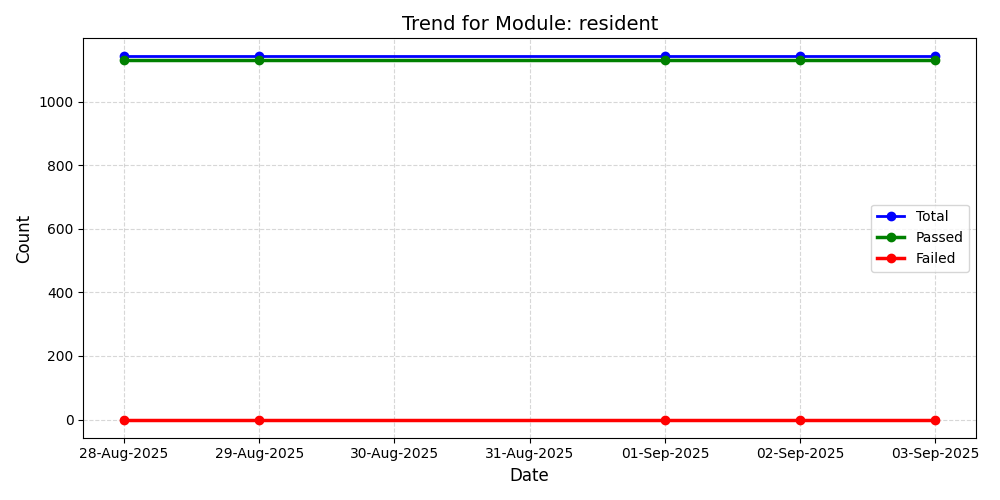 Trend for Module: resident
Count
1000
800
600
400
200
0
Total
Passed
Failed
28-Aug-2025
29-Aug-2025
30-Aug-2025
31-Aug-2025
01-Sep-2025
02-Sep-2025
03-Sep-2025
Date